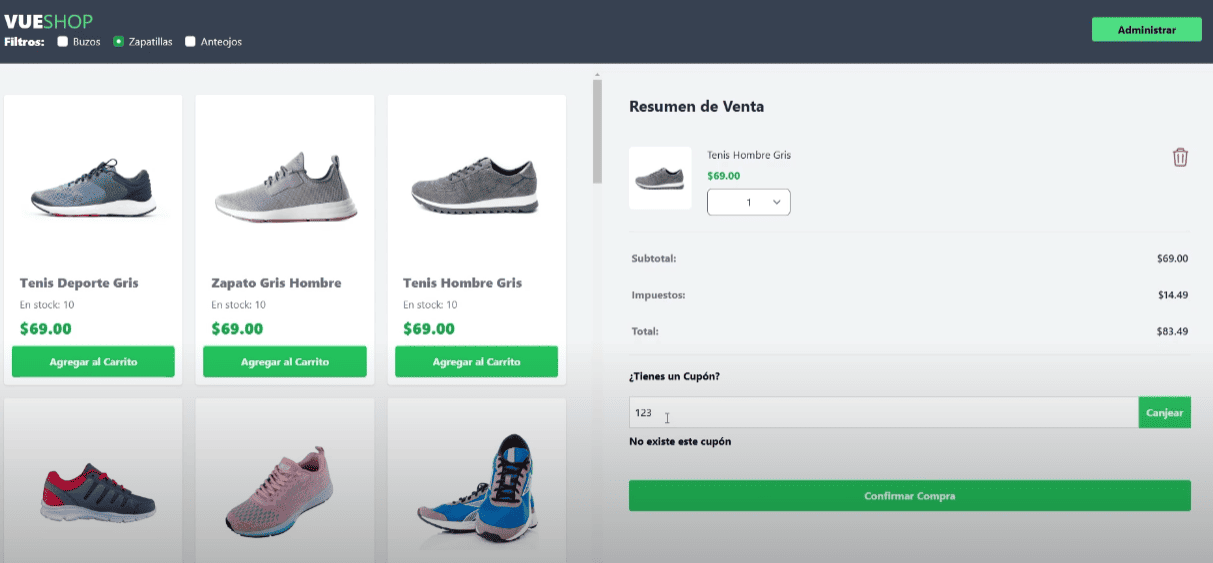 VUESHOP
Filtros: Buzos Zapatillas Anteojos
Administrar
Tenis Deporte Gris
En stock: 10
$69.00
Agregar al Carrito
Zapato Gris Hombre
En stock: 10
$69.00
Agregar al Carrito
Tenis Hombre Gris
En stock: 10
$69.00
Agregar al Carrito
Resumen de Venta
Tenis Hombre Gris
$69.00
1
Subtotal: $69.00
Impuestos: $14.49
Total: $83.49
¿Tienes un Cupón?
123
Canjear
No existe este cupón
Confirmar Compra